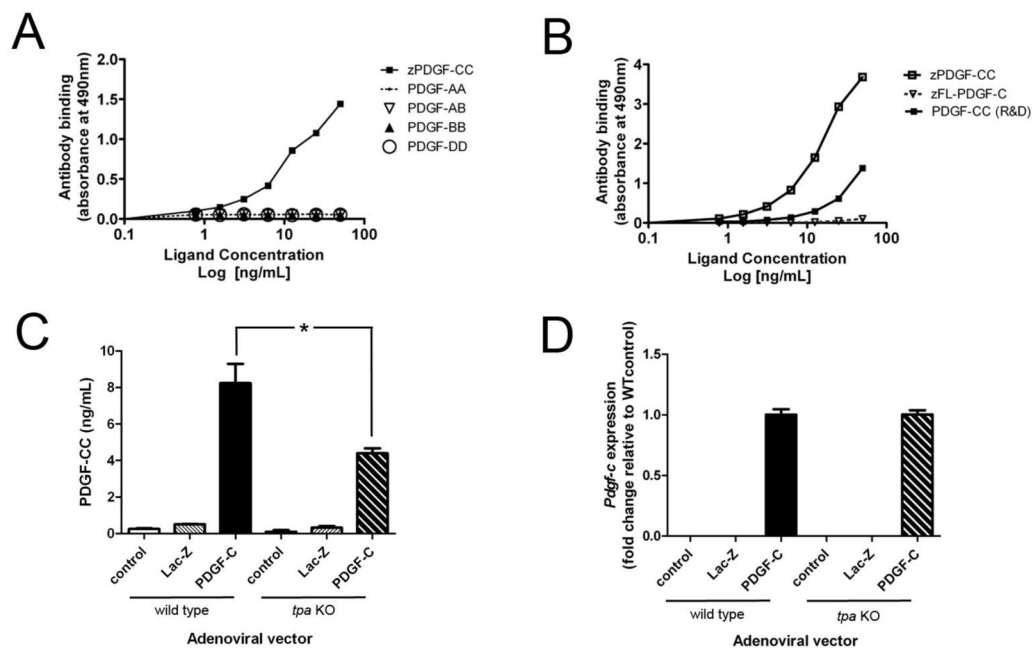 A
Antibody binding
(absorbance at 490nm)
2.0
1.5
1.0
0.5
0.0
0.1
1
10
100
Ligand Concentration
Log [ng/mL]
zPDGF-CC
PDGF-AA
PDGF-AB
PDGF-BB
PDGF-DD
B
Antibody binding
(absorbance at 490nm)
4
3
2
1
0
0.1
1
10
100
Ligand Concentration
Log [ng/mL]
zPDGF-CC
zFL-PDGF-C
PDGF-CC (R&D)
C
PDGF-CC (ng/mL)
10
8
6
4
2
0
*
control
Lac-Z
PDGF-C
control
Lac-Z
PDGF-C
wild type
tpa KO
Adenoviral vector
D
Pdgf-c expression
(fold change relative to WTcontrol)
1.5
1.0
0.5
0.0
control
Lac-Z
PDGF-C
control
Lac-Z
PDGF-C
wild type
tpa KO
Adenoviral vector